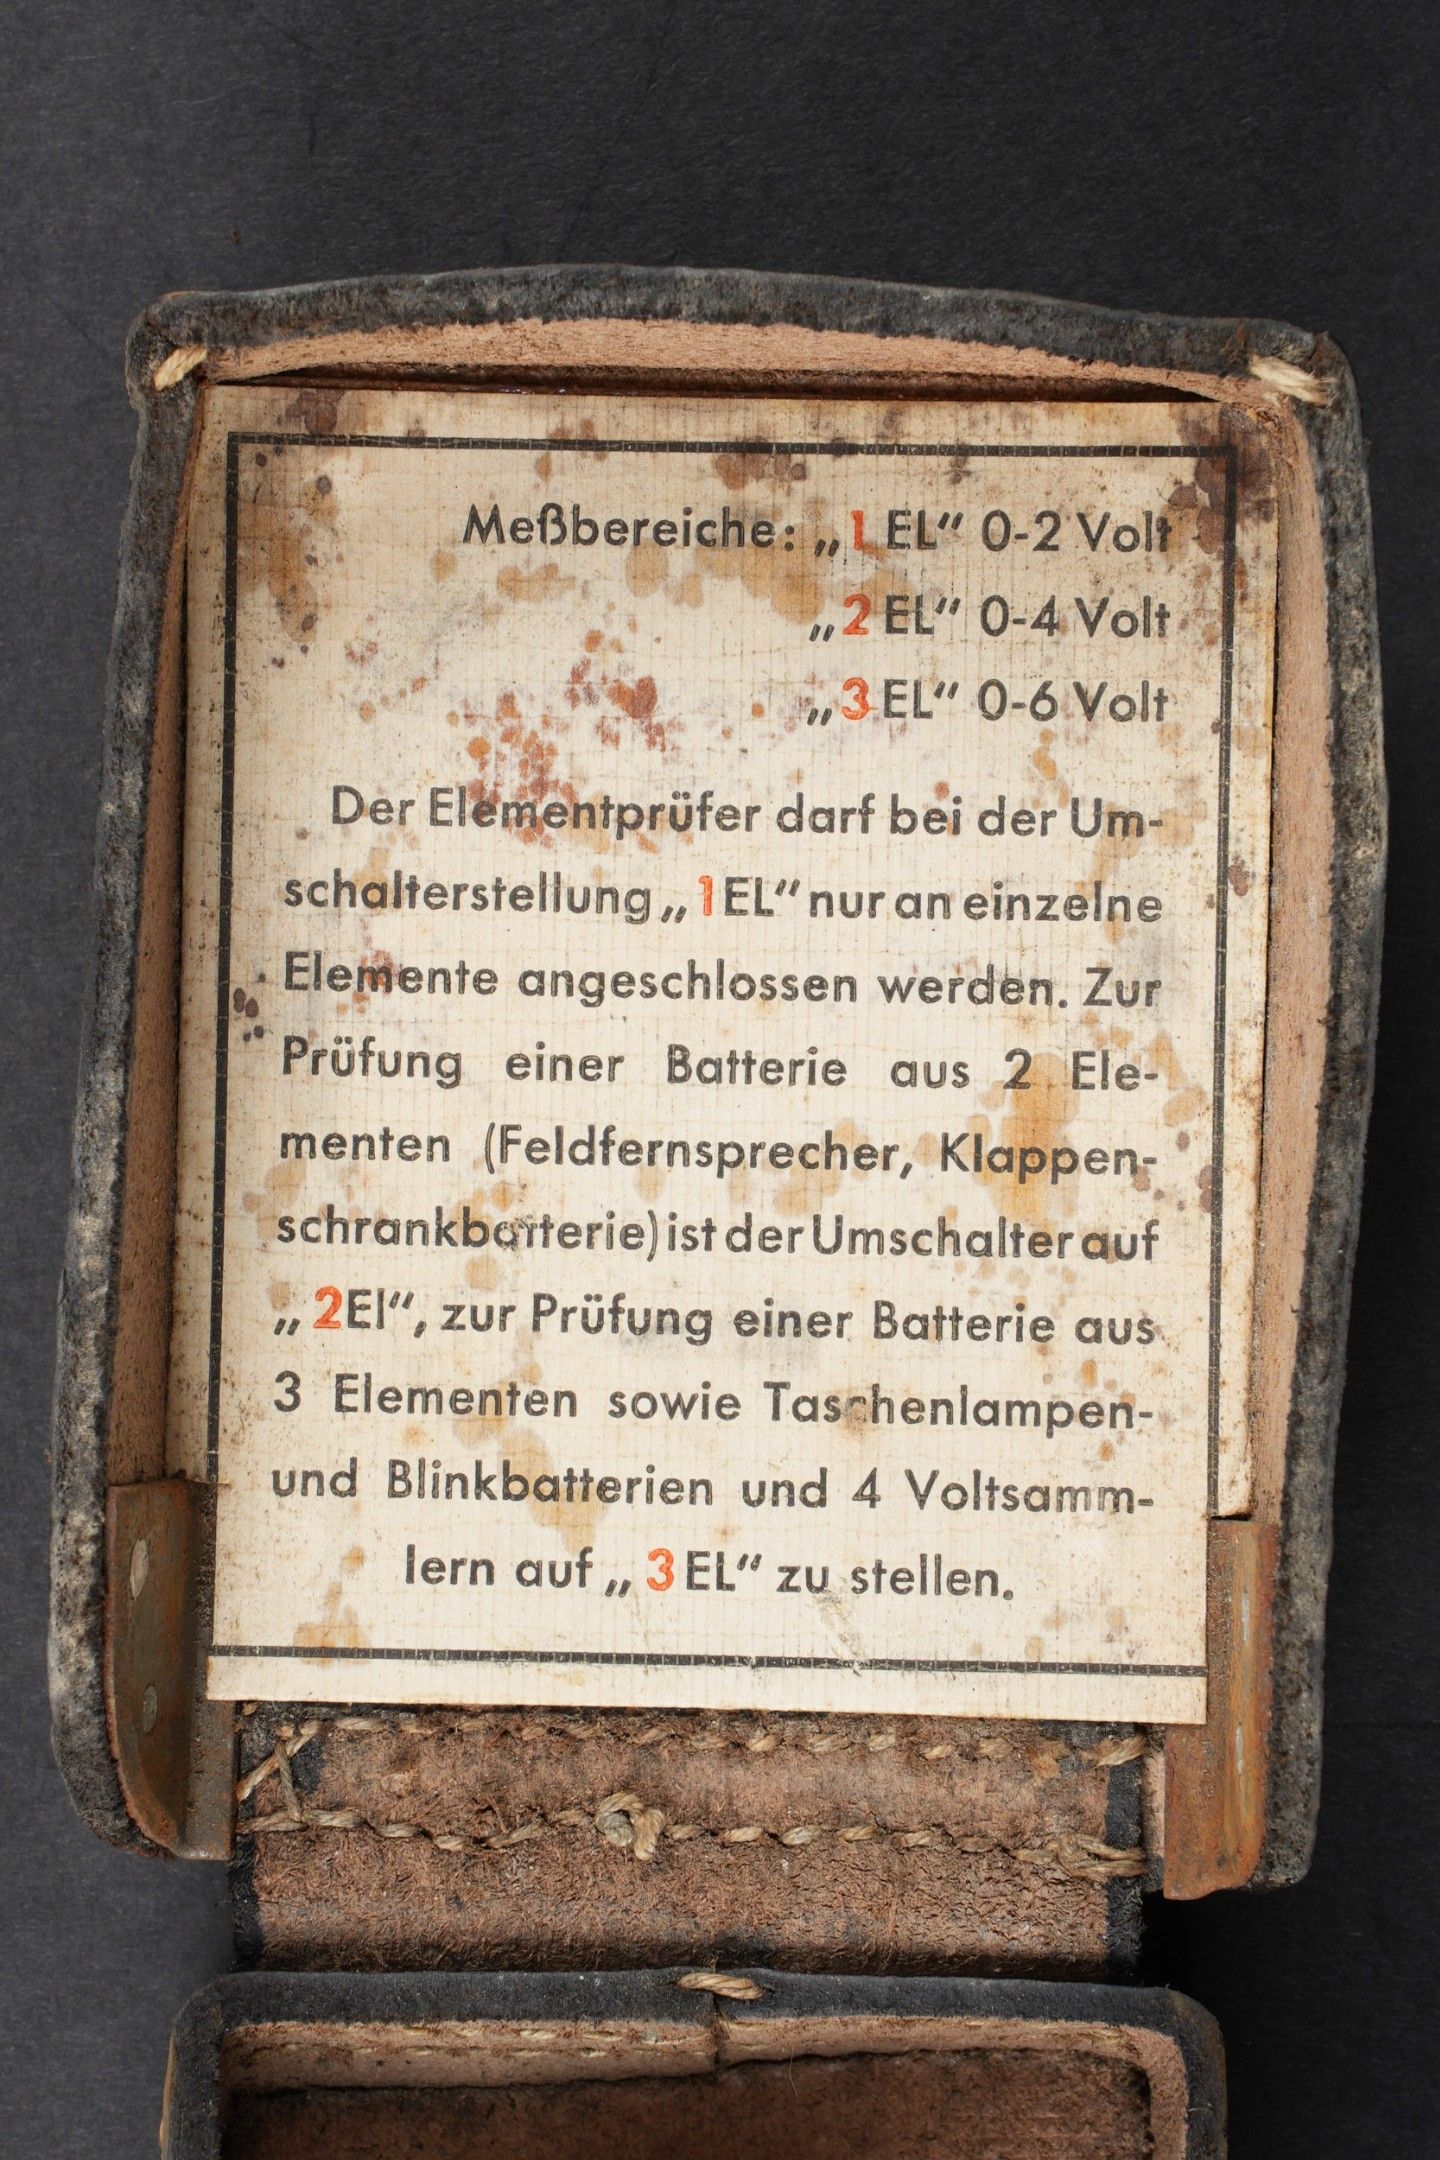 Meßbereiche: „1 EL“ 0-2 Volt
„2 EL“ 0-4 Volt
„3 EL“ 0-6 Volt
Der Elementprüfer darf bei der Um-
schalterstellung „1 EL“ nur an einzelne
Elemente angeschlossen werden. Zur
Prüfung einer Batterie aus 2 Ele-
menten (Feldfernsprecher, Klappen-
schrankbatterie) ist der Umschalter auf
„2El“, zur Prüfung einer Batterie aus
3 Elementen sowie Taschenlampen-
und Blinkbatterien und 4 Voltsamm-
lern auf „3 EL“ zu stellen.